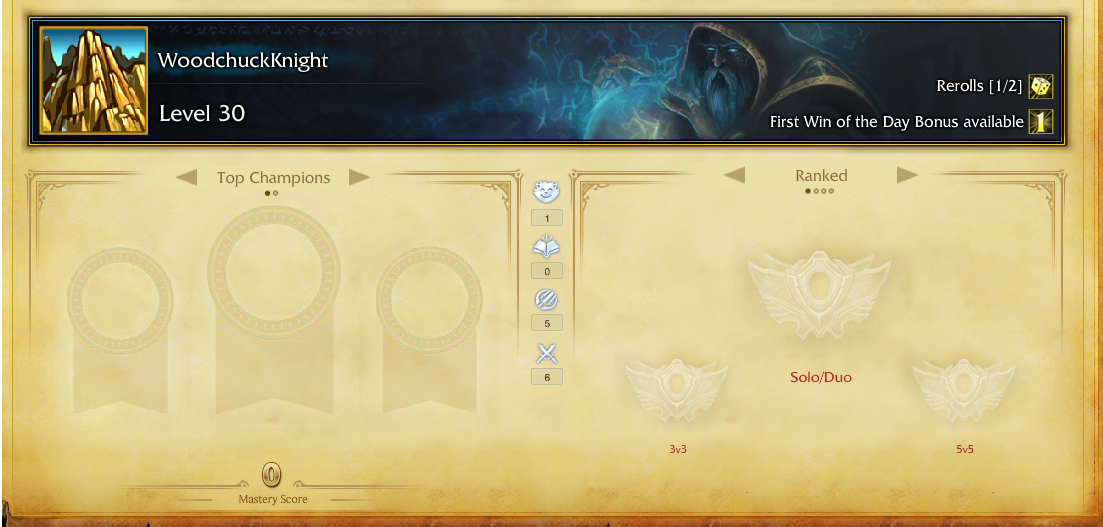 WoodchuckKnight
Level 30
Rerolls [1/2]
First Win of the Day Bonus available 1
Top Champions
1
0
5
6
Ranked
Solo/Duo
3v3
5v5
0
Mastery Score